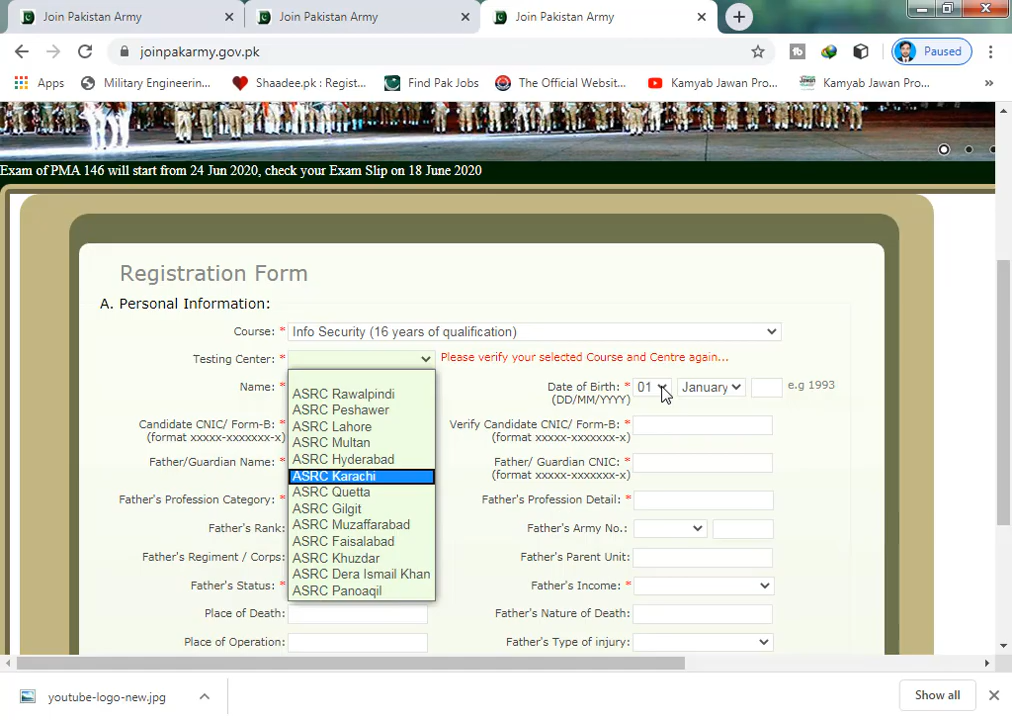 Join Pakistan Army
Join Pakistan Army
Join Pakistan Army
joinpakarmy.gov.pk
Paused
Apps
Military Engineerin...
Shaadee.pk : Regist...
Find Pak Jobs
The Official Websit...
Kamyab Jawan Pro...
Kamyab Jawan Pro...
»
Exam of PMA 146 will start from 24 Jun 2020, check your Exam Slip on 18 June 2020
Registration Form
A. Personal Information:
Course: * Info Security (16 years of qualification)
Testing Center: * Please verify your selected Course and Centre again...
Name: * Date of Birth: * 01 January e.g 1993
(DD/MM/YYYY)
Candidate CNIC/ Form-B: * Verify Candidate CNIC/ Form-B: *
(format xxxxx-xxxxxxx-x) (format xxxxx-xxxxxxx-x)
Father/Guardian Name: * Father/ Guardian CNIC: *
(format xxxxx-xxxxxxx-x)
Father's Profession Category: * Father's Profession Detail: *
Father's Rank: Father's Army No.:
Father's Regiment / Corps: Father's Parent Unit:
Father's Status: * Father's Income: *
Place of Death: Father's Nature of Death:
Place of Operation: Father's Type of injury:
ASRC Rawalpindi
ASRC Peshawer
ASRC Lahore
ASRC Multan
ASRC Hyderabad
ASRC Karachi
ASRC Quetta
ASRC Gilgit
ASRC Muzaffarabad
ASRC Faisalabad
ASRC Khuzdar
ASRC Dera Ismail Khan
ASRC Panoaqil
youtube-logo-new.jpg
Show all